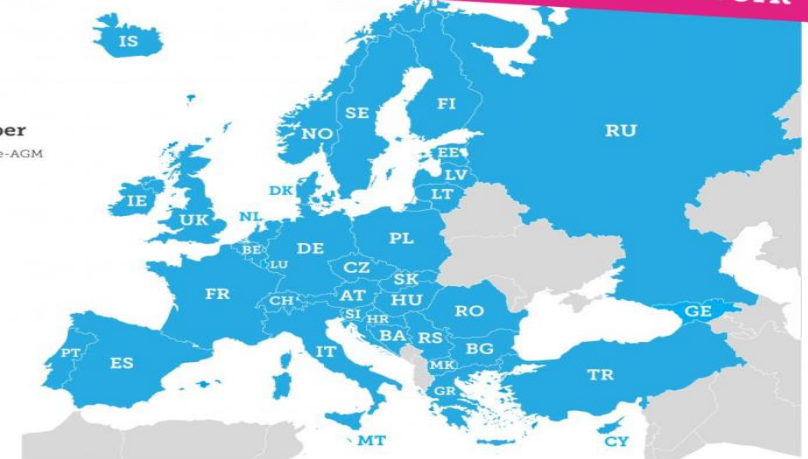 IS
SE
FI
NO
RU
EE
LV
LT
DK
IE
UK
NL
BE
LU
DE
PL
CZ
SK
FR
CH
AT
HU
SI
HR
RO
BA
RS
BG
GE
PT
ES
IT
MK
GR
TR
MT
CY
e-AGM